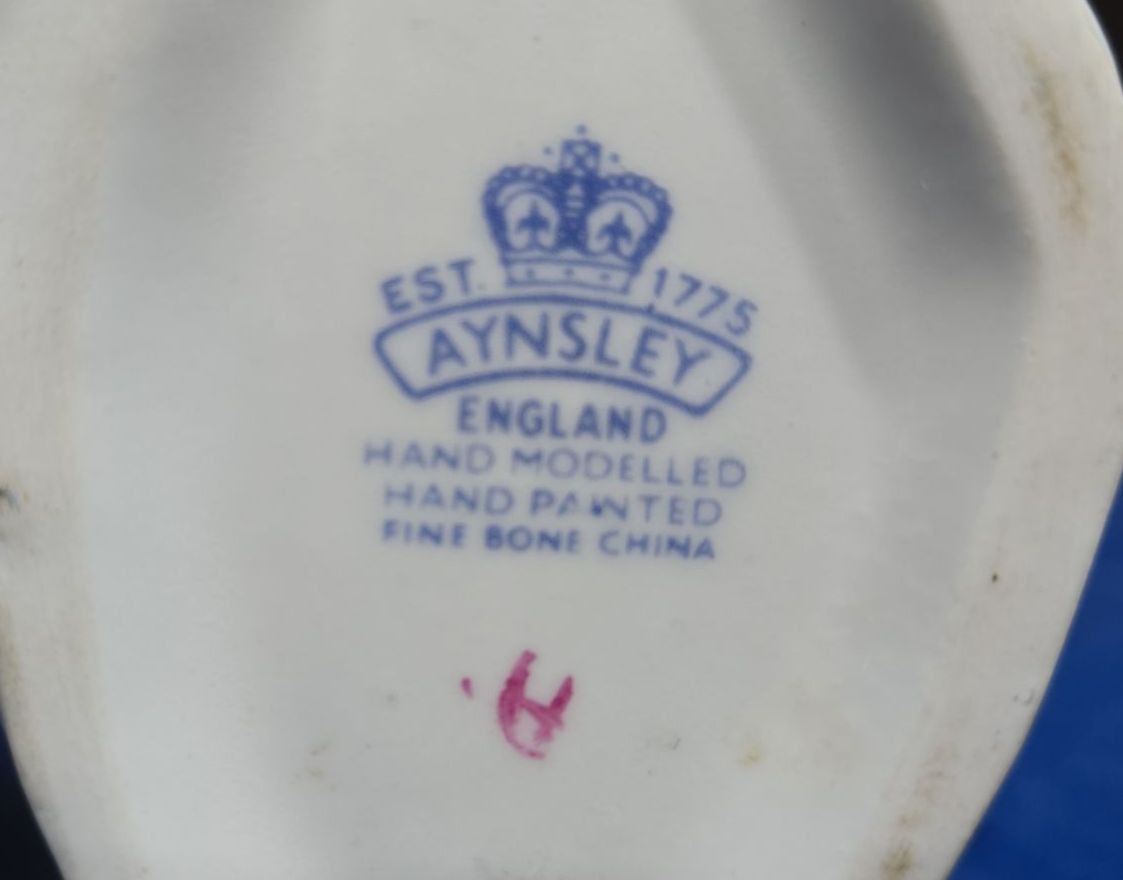 EST. 1775
AYNSLEY
ENGLAND
HAND MODELLED
HAND PAINTED
FINE BONE CHINA
H